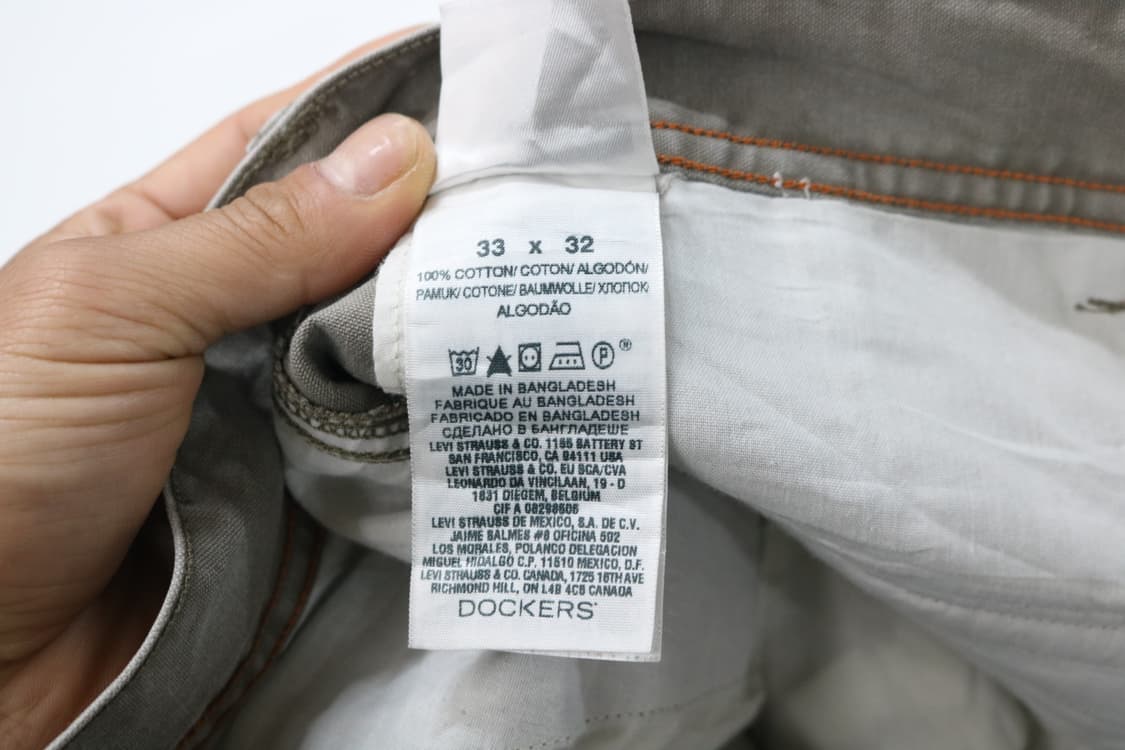 33 x 32
100% COTTON/ COTON/ ALGODÓN/
PAMUK/ COTONE/ BAUMWOLLE/ ХЛОПОК/
ALGODÃO
30 P
MADE IN BANGLADESH
FABRIQUE AU BANGLADESH
FABRICADO EN BANGLADESH
СДЕЛАНО В БАНГЛАДЕШЕ
LEVI STRAUSS & CO. 1155 BATTERY ST
SAN FRANCISCO, CA 94111 USA
LEVI STRAUSS & CO. EU SCA/CVA
LEONARDO DA VINCILAAN, 19 - D
1831 DIEGEM, BELGIUM
CIF A 08298606
LEVI STRAUSS DE MEXICO, S.A. DE C.V.
JAIME BALMES #8 OFICINA 502
LOS MORALES, POLANCO DELEGACION
MIGUEL HIDALGO C.P. 11510 MEXICO, D.F.
LEVI STRAUSS & CO. CANADA, 1725 16TH AVE
RICHMOND HILL, ON L4B 4C6 CANADA
DOCKERS®